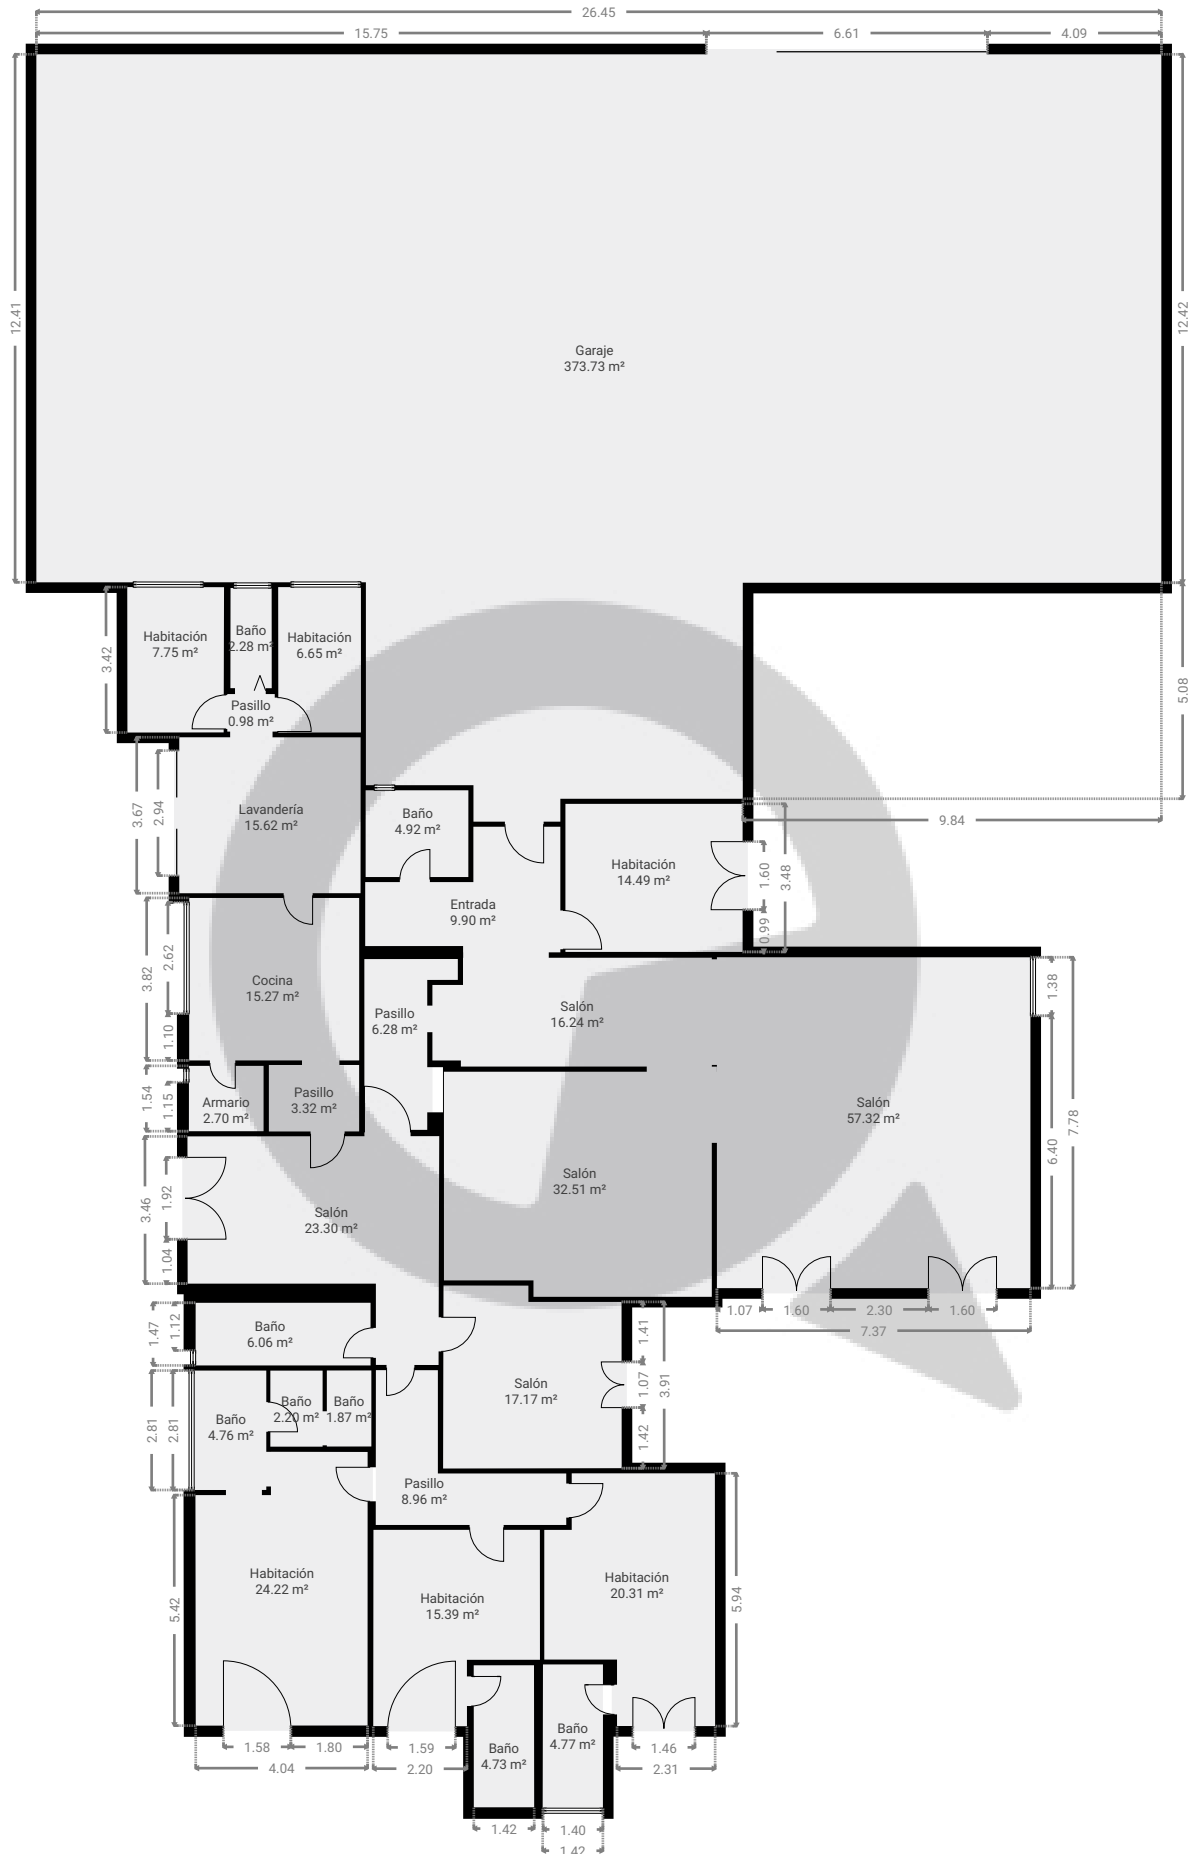 26.45
15.75
6.61
4.09
12.41
12.42
Garaje
373.73 m²
Habitación
7.75 m²
Baño
2.28 m²
Habitación
6.65 m²
3.42
Pasillo
0.98 m²
5.08
3.67
2.94
Lavandería
15.62 m²
Baño
4.92 m²
9.84
Habitación
14.49 m²
1.60
3.48
0.99
Entrada
9.90 m²
3.82
2.62
1.10
Cocina
15.27 m²
Pasillo
6.28 m²
Salón
16.24 m²
1.38
1.54
1.15
Armario
2.70 m²
Pasillo
3.32 m²
Salón
57.32 m²
7.78
6.40
Salón
32.51 m²
3.46
1.92
1.04
Salón
23.30 m²
1.07
1.60
2.30
1.60
7.37
1.47
1.12
Baño
6.06 m²
1.41
1.07
3.91
1.42
Salón
17.17 m²
2.81
2.81
Baño
4.76 m²
Baño
2.20 m²
Baño
1.87 m²
Pasillo
8.96 m²
5.42
Habitación
24.22 m²
Habitación
15.39 m²
Habitación
20.31 m²
5.94
Baño
4.73 m²
Baño
4.77 m²
1.58
1.80
4.04
1.59
2.20
1.46
2.31
1.42
1.40
1.42